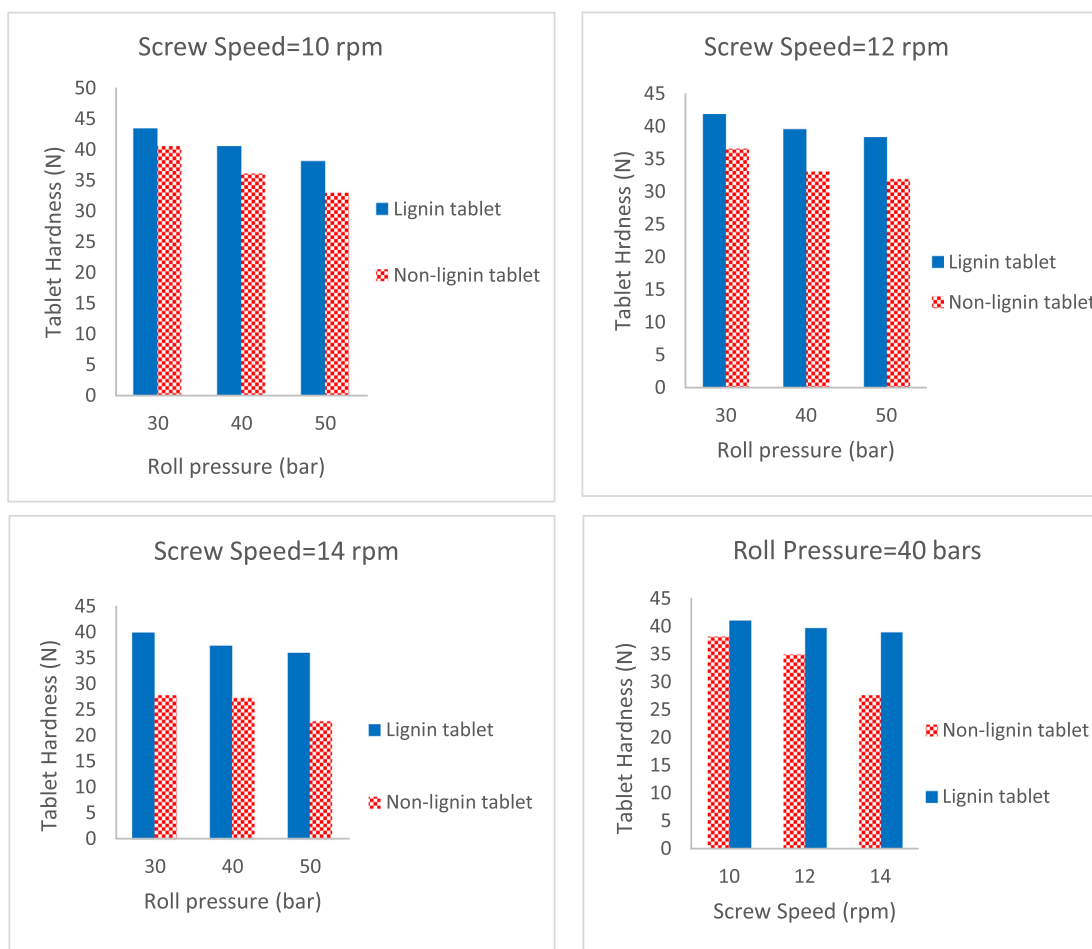 Screw Speed=10 rpm
Tablet Hardness (N)
50
45
40
35
30
25
20
15
10
5
0
30 40 50
Roll pressure (bar)
Lignin tablet
Non-lignin tablet
Screw Speed=12 rpm
Tablet Hrdness (N)
45
40
35
30
25
20
15
10
5
0
30 40 50
Roll pressure (bar)
Lignin tablet
Non-lignin tablet
Screw Speed=14 rpm
Tablet Hardness (N)
45
40
35
30
25
20
15
10
5
0
30 40 50
Roll pressure (bar)
Lignin tablet
Non-lignin tablet
Roll Pressure=40 bars
Tablet Hardness (N)
45
40
35
30
25
20
15
10
5
0
10 12 14
Screw Speed (rpm)
Non-lignin tablet
Lignin tablet